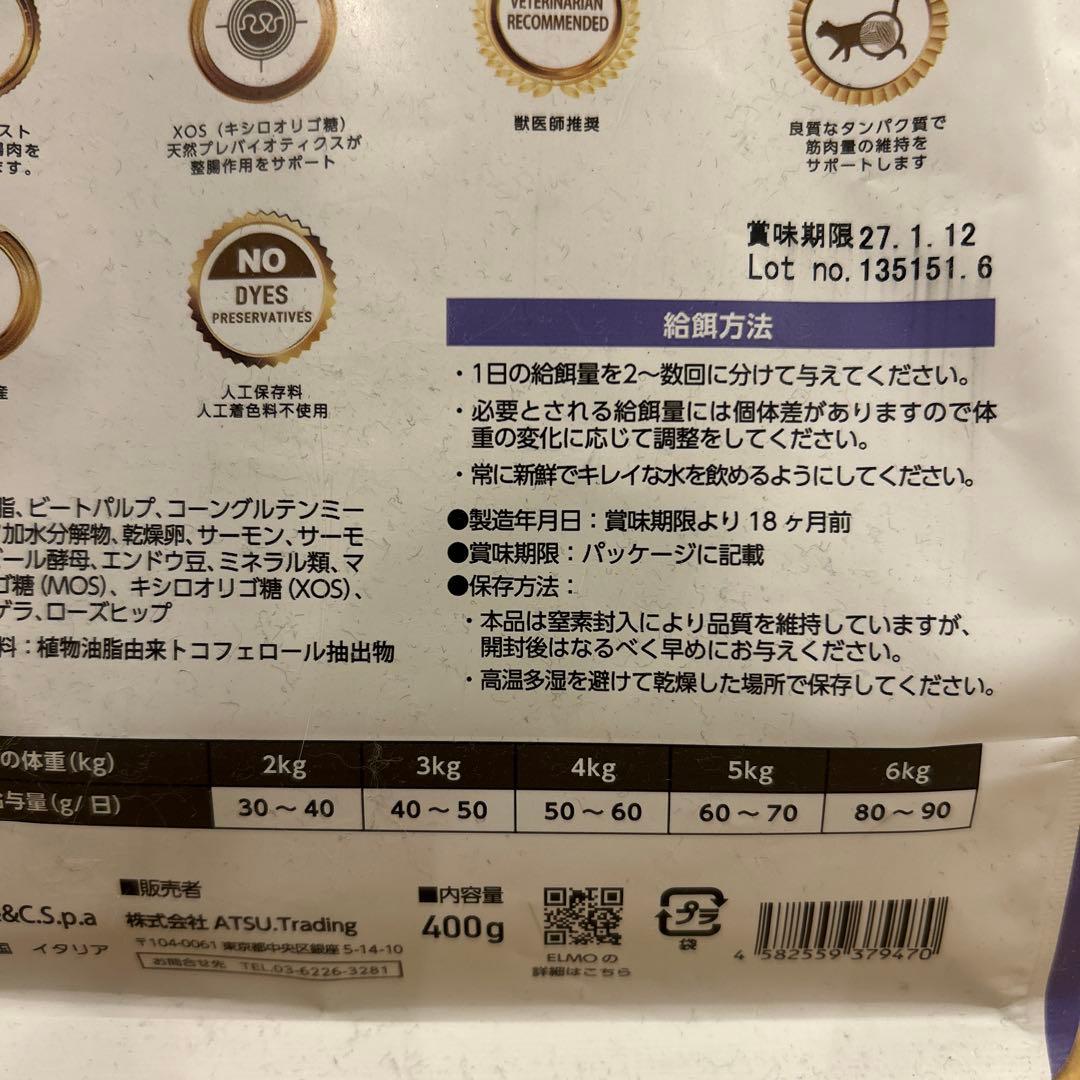 スト
肉を
ます。
XOS（キシロオリゴ糖）
天然プレバイオティクスが
整腸作用をサポート
VETERINARIAN
RECOMMENDED
獣医師推奨
良質なタンパク質で
筋肉量の維持を
サポートします
産
NO
DYES
PRESERVATIVES
人工保存料
人工着色料不使用
賞味期限27.1.12
Lot no.135151.6
給餌方法
・1日の給餌量を2〜数回に分けて与えてください。
・必要とされる給餌量には個体差がありますので体
重の変化に応じて調整をしてください。
・常に新鮮でキレイな水を飲めるようにしてください。
●製造年月日：賞味期限より18ヶ月前
●賞味期限：パッケージに記載
●保存方法：
・本品は窒素封入により品質を維持していますが、
開封後はなるべく早めにお与えください。
・高温多湿を避けて乾燥した場所で保存してください。
脂、ビートパルプ、コーングルテンミー
加水分解物、乾燥卵、サーモン、サーモ
ビール酵母、エンドウ豆、ミネラル類、マ
ゴ糖（MOS）、キシロオリゴ糖（XOS）、
ゲラ、ローズヒップ
料：植物油脂由来トコフェロール抽出物
の体重（kg） 2kg 3kg 4kg 5kg 6kg
給与量（g/日） 30〜40 40〜50 50〜60 60〜70 80〜90
&C.S.p.a
国 イタリア
■販売者
株式会社 ATSU.Trading
〒104-0061 東京都中央区銀座5-14-10
お問合せ先 TEL.03-6226-3281
■内容量
400g
ELMOの
詳細はこちら
プラ
袋
4 582559 379470